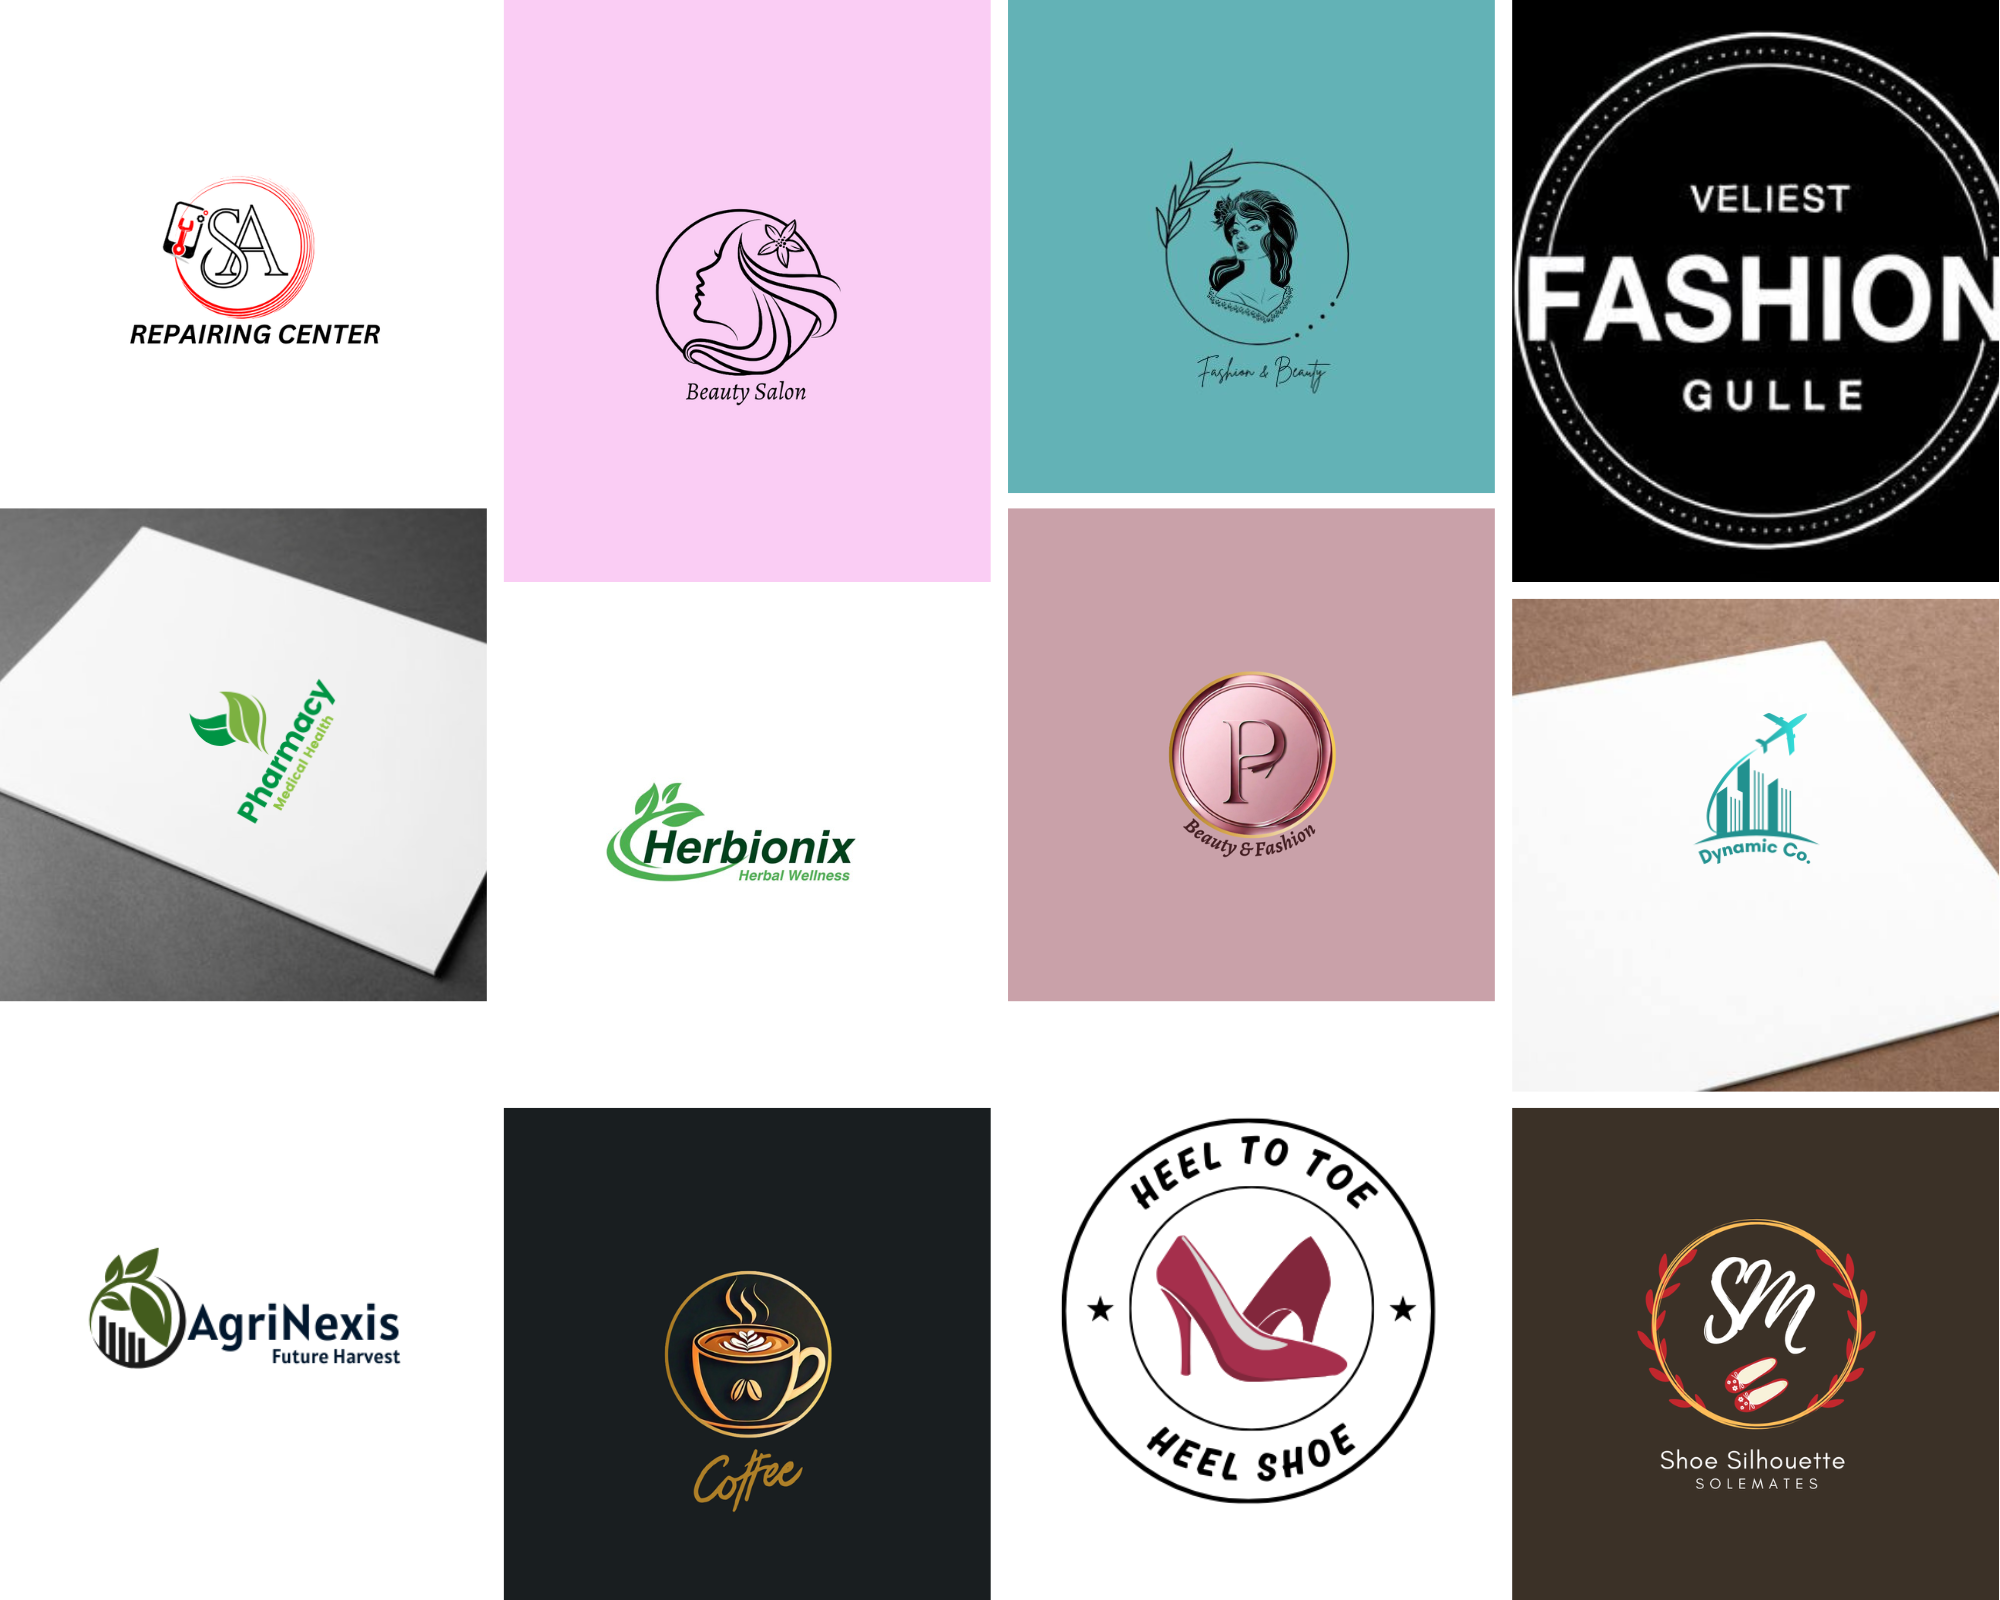 SA
REPAIRING CENTER
Beauty Salon
Fashion & Beauty
VELIEST
FASHION
GULLE
Pharmacy
Medical Health
Herbionix
Herbal Wellness
P
Beauty & Fashion
Dynamic Co.
AgriNexis
Future Harvest
Coffee
HEEL TO TOE
HEEL SHOE
SM
Shoe Silhouette
SOLEMATES